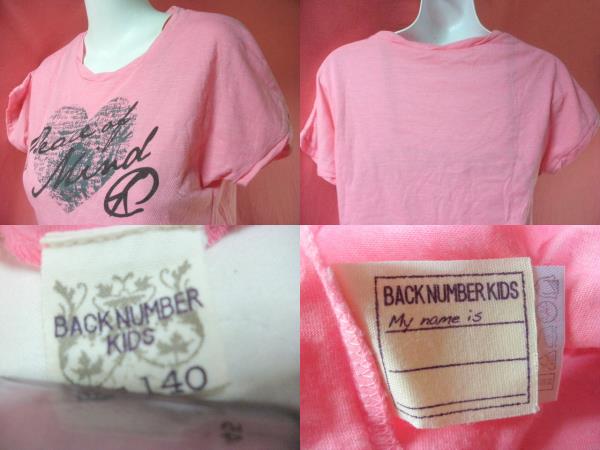 Peace of
Mind
BACK NUMBER
KIDS
140
BACK NUMBER KIDS
My name is